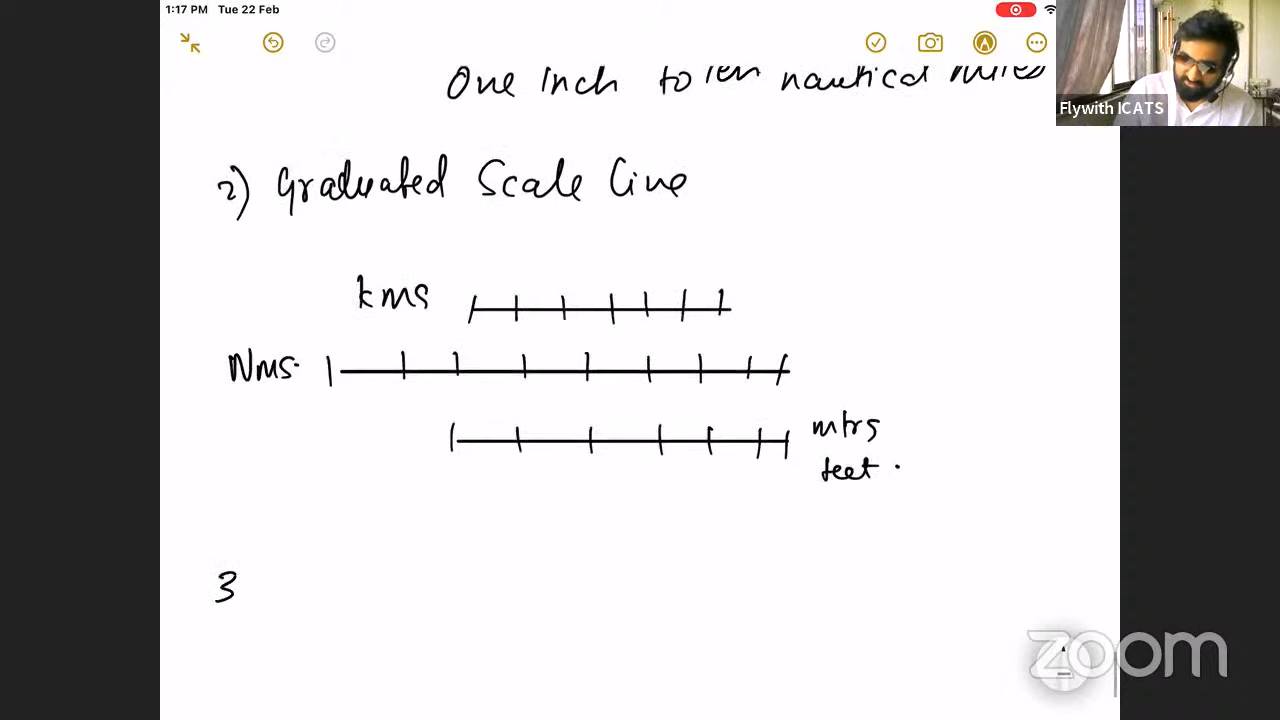 1:17 PM Tue 22 Feb
One inch to ten nautical miles
Flywith ICATS
2) Graduated Scale line
kms
Nms.
mtrs
feet .
3
zoom